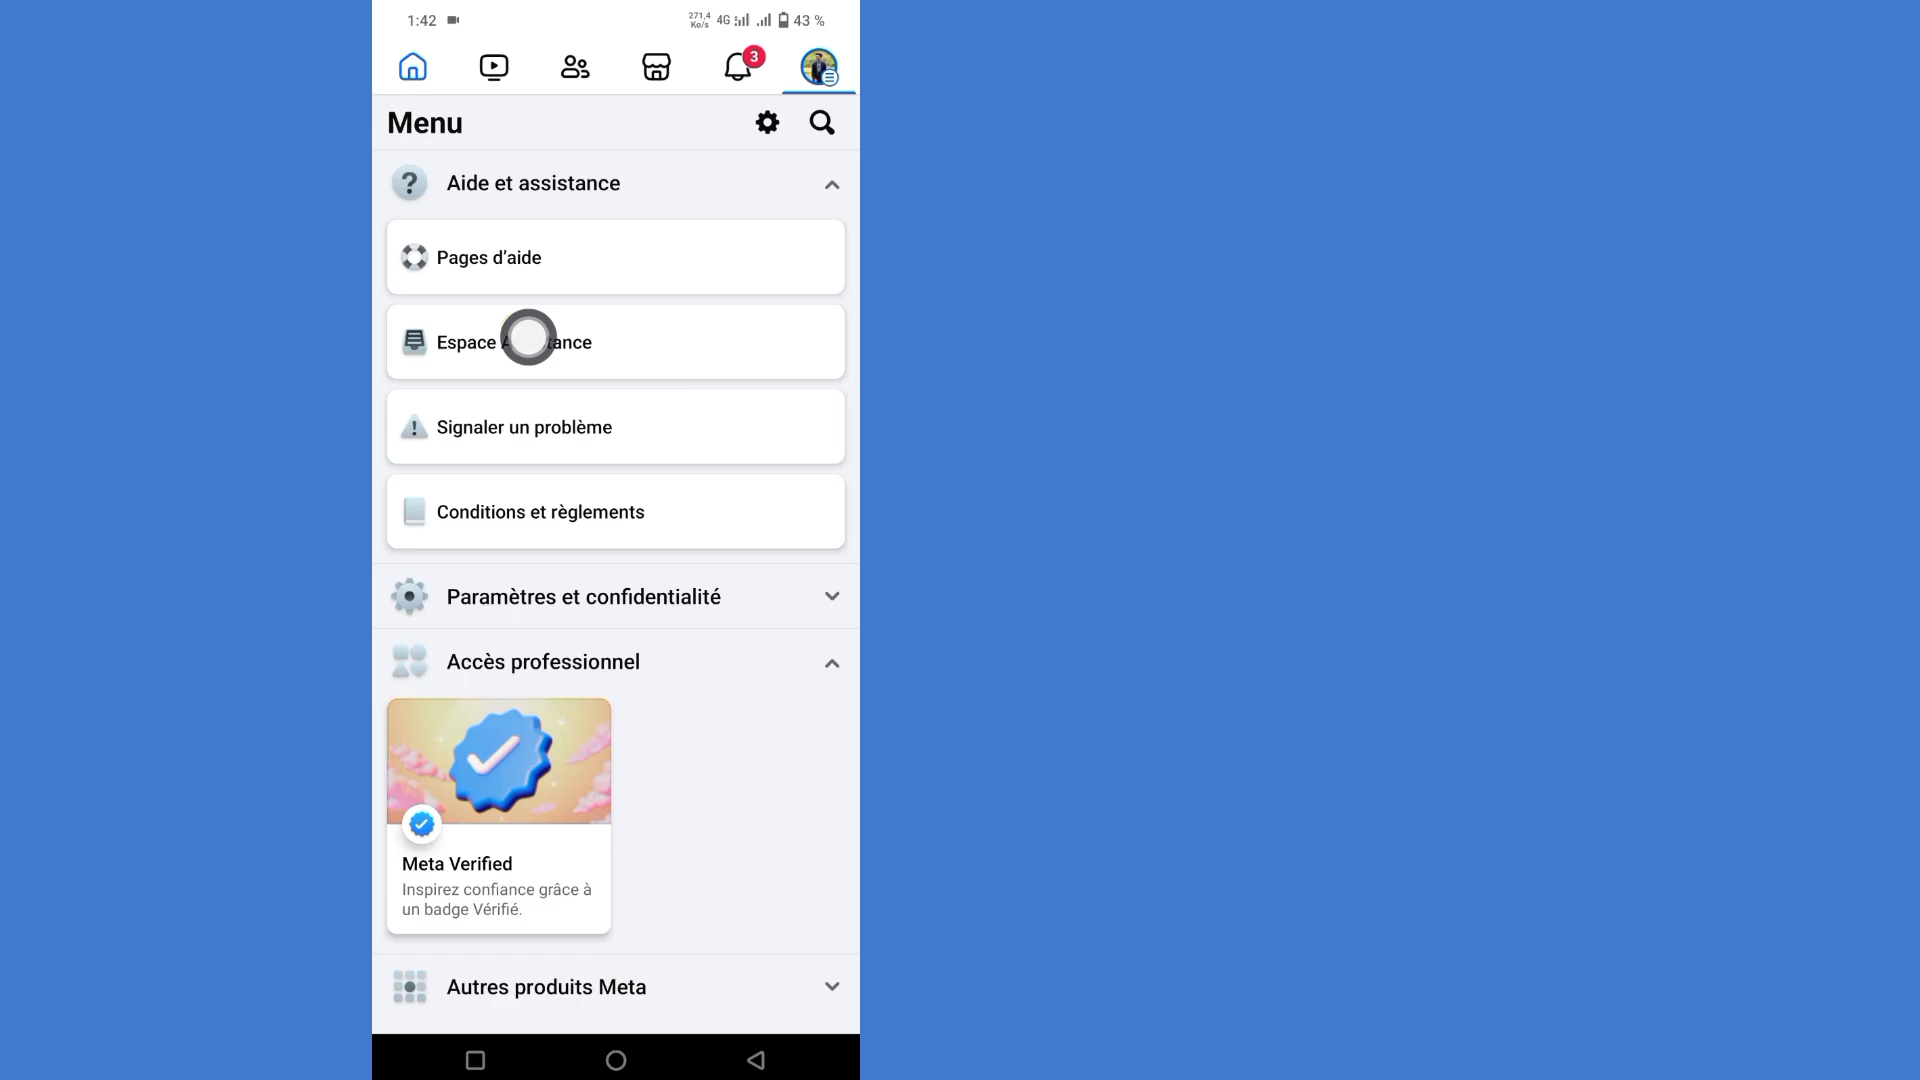 1:42
271,4 Ko/s 4G 43 %
3
Menu
Aide et assistance
Pages d'aide
Espace
Signaler un problème
Conditions et règlements
Paramètres et confidentialité
Accès professionnel
Meta Verified
Inspirez confiance grâce à
un badge Vérifié.
Autres produits Meta